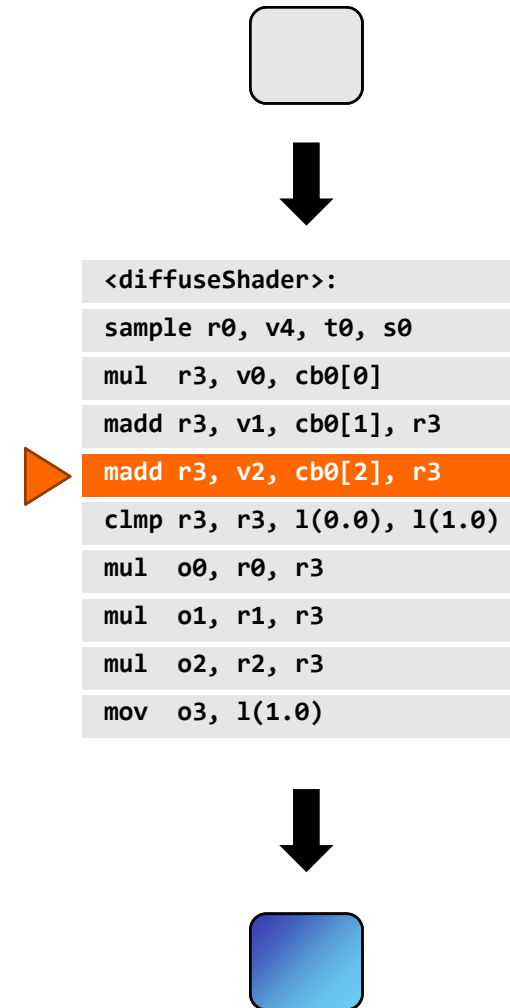 <diffuseShader>:
sample r0, v4, t0, s0
mul  r3, v0, cb0[0]
madd r3, v1, cb0[1], r3
madd r3, v2, cb0[2], r3
clmp r3, r3, l(0.0), l(1.0)
mul  o0, r0, r3
mul  o1, r1, r3
mul  o2, r2, r3
mov  o3, l(1.0)